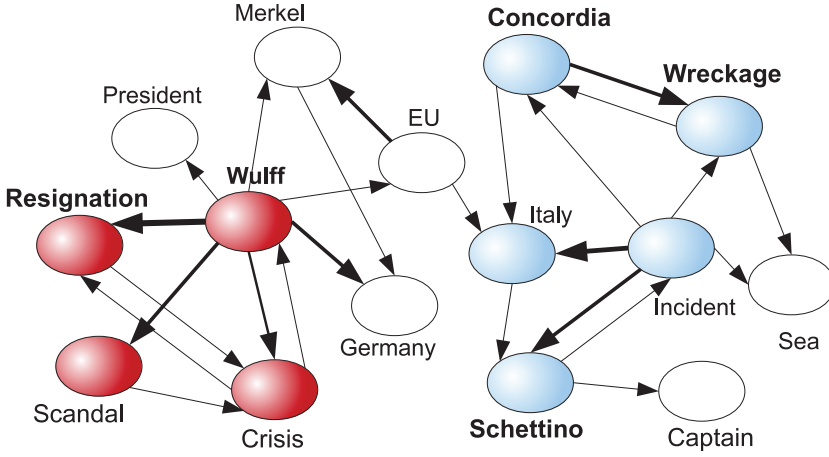 Merkel
Concordia
Wreckage
President
EU
Wulff
Resignation
Italy
Incident
Germany
Sea
Scandal
Crisis
Schettino
Captain